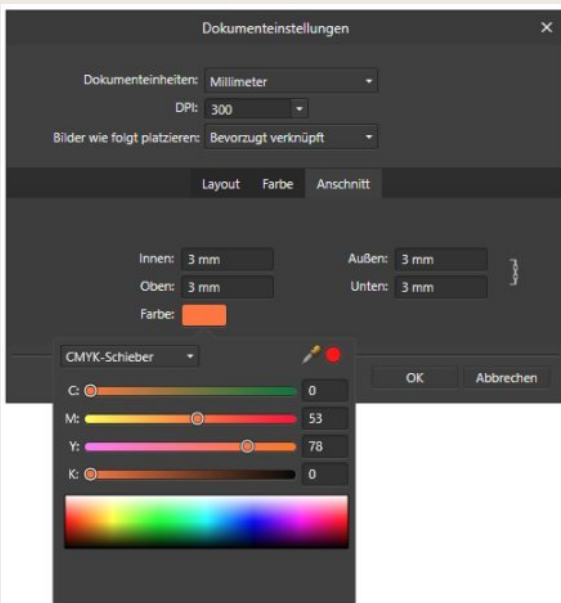 Dokumenteinstellungen
Dokumenteinheiten: Millimeter
DPI: 300
Bilder wie folgt platzieren: Bevorzugt verknüpft
Layout Farbe Anschnitt
Innen: 3 mm Außen: 3 mm
Oben: 3 mm Unten: 3 mm
Farbe:
CMYK-Schieber
OK Abbrechen
C: 0
M: 53
Y: 78
K: 0